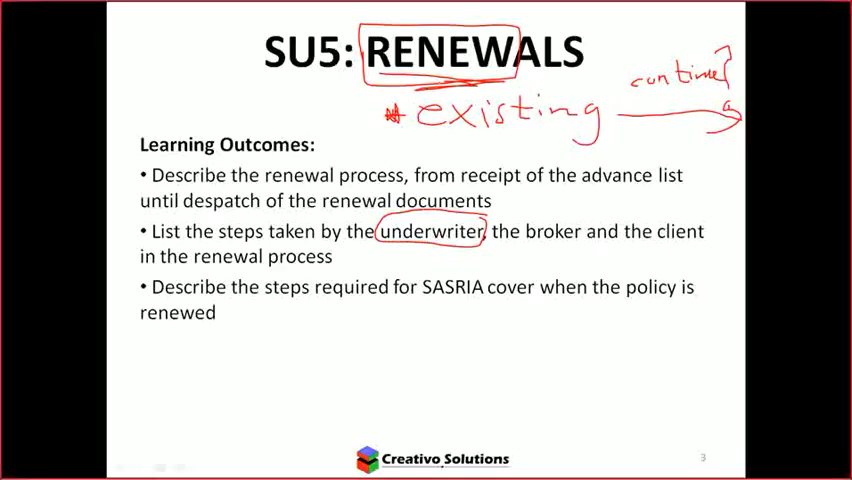 SU5: RENEWALS
continue?
* existing
Learning Outcomes:
• Describe the renewal process, from receipt of the advance list
until despatch of the renewal documents
• List the steps taken by the underwriter, the broker and the client
in the renewal process
• Describe the steps required for SASRIA cover when the policy is
renewed
Creativo Solutions
3